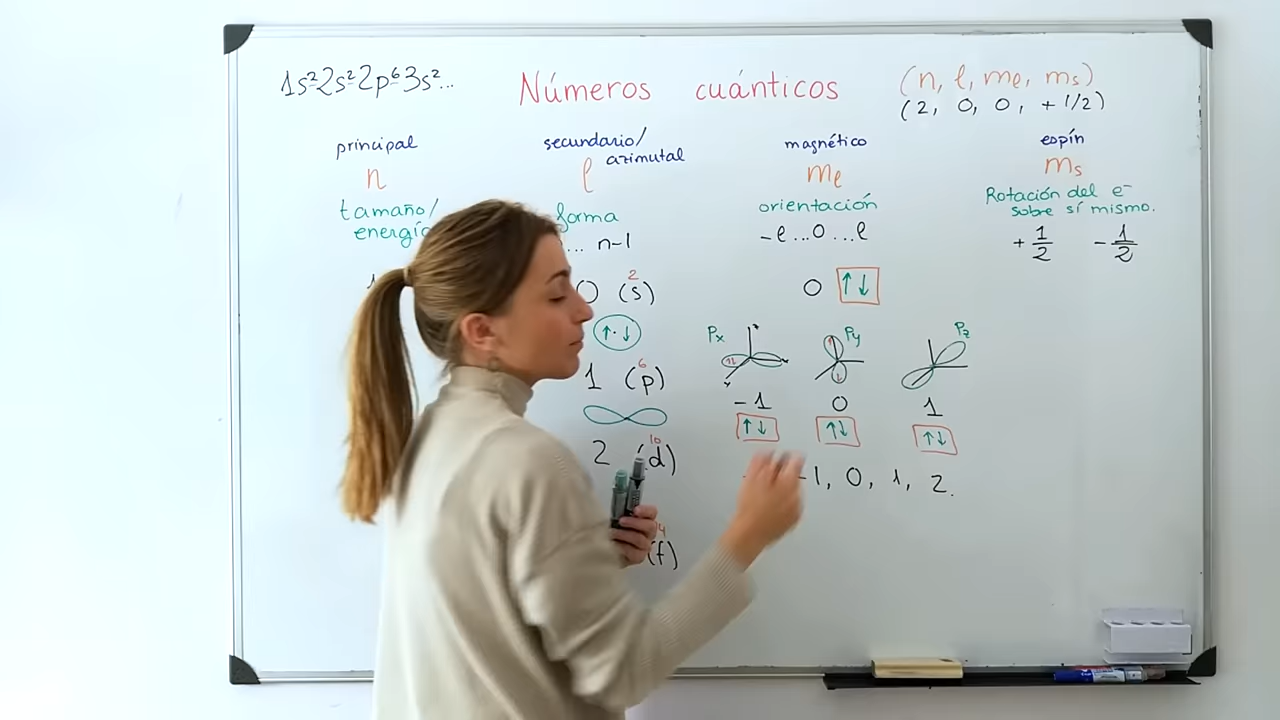 1s²2s²2p⁶3s²...
Números cuánticos
(n, l, mₗ, mₛ)
(2, 0, 0, +1/2)
principal
n
tamaño/
energía
secundario/
azimutal
l
forma
... n-1
0 (s) 2
↑·↓
1 (p) 6
2 (d) 10
(f)
magnético
mₗ
orientación
-l...0...l
0 ↑↓
Px Py Pz
-1 0 1
↑↓ ↑↓ ↑↓
-1, 0, 1, 2.
espín
mₛ
Rotación del e⁻
sobre sí mismo.
+1/2 -1/2